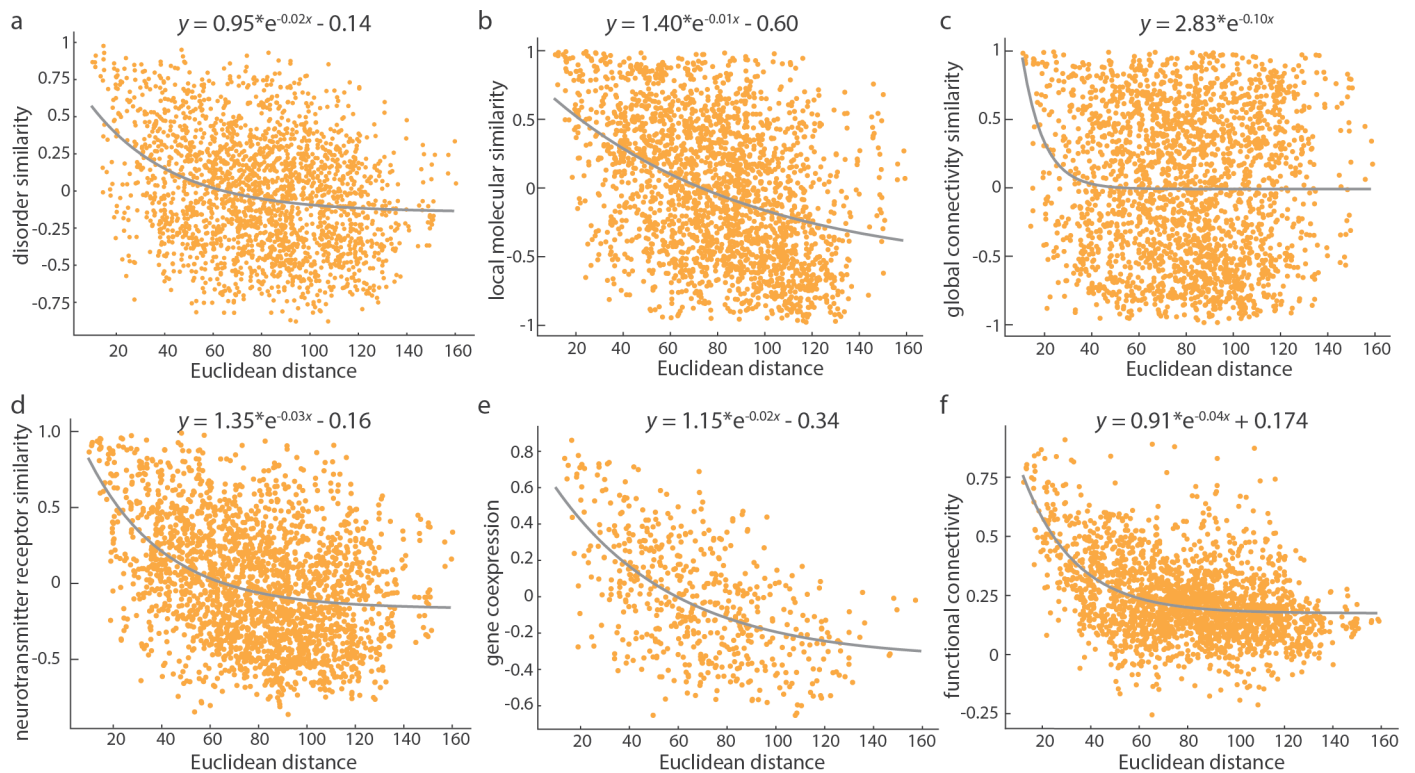 a
y = 0.95*e-0.02x - 0.14
disorder similarity
1
0.75
0.5
0.25
0
-0.25
-0.5
-0.75
20 40 60 80 100 120 140 160
Euclidean distance
b
y = 1.40*e-0.01x - 0.60
local molecular similarity
1
0.5
0
-0.5
-1
20 40 60 80 100 120 140 160
Euclidean distance
c
y = 2.83*e-0.10x
global connectivity similarity
1
0.5
0
-0.5
-1
20 40 60 80 100 120 140 160
Euclidean distance
d
y = 1.35*e-0.03x - 0.16
neurotransmitter receptor similarity
1.0
0.5
0
-0.5
20 40 60 80 100 120 140 160
Euclidean distance
e
y = 1.15*e-0.02x - 0.34
gene coexpression
0.8
0.6
0.4
0.2
0
-0.2
-0.4
-0.6
20 40 60 80 100 120 140 160
Euclidean distance
f
y = 0.91*e-0.04x + 0.174
functional connectivity
0.75
0.5
0.25
0
-0.25
20 40 60 80 100 120 140 160
Euclidean distance